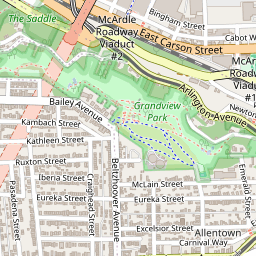 The Saddle
McArdle
Roadway
Viaduct
#2
Bingham Street
Cabot W
East Carson Street
McAr
Roadw
Viadu
#1
Arlington-Avenue
Newton
Grandview
Park
Bailey Avenue
Kambach Street
Kathleen Street
Ruxton Street
Iberia Street
Eureka Street
Craighead Street
Pasadena Street
Beltzhoover Avenue
McLain Street
Eureka Street
Emerald Street
Excelsior Street
Allentown
Carnival Way